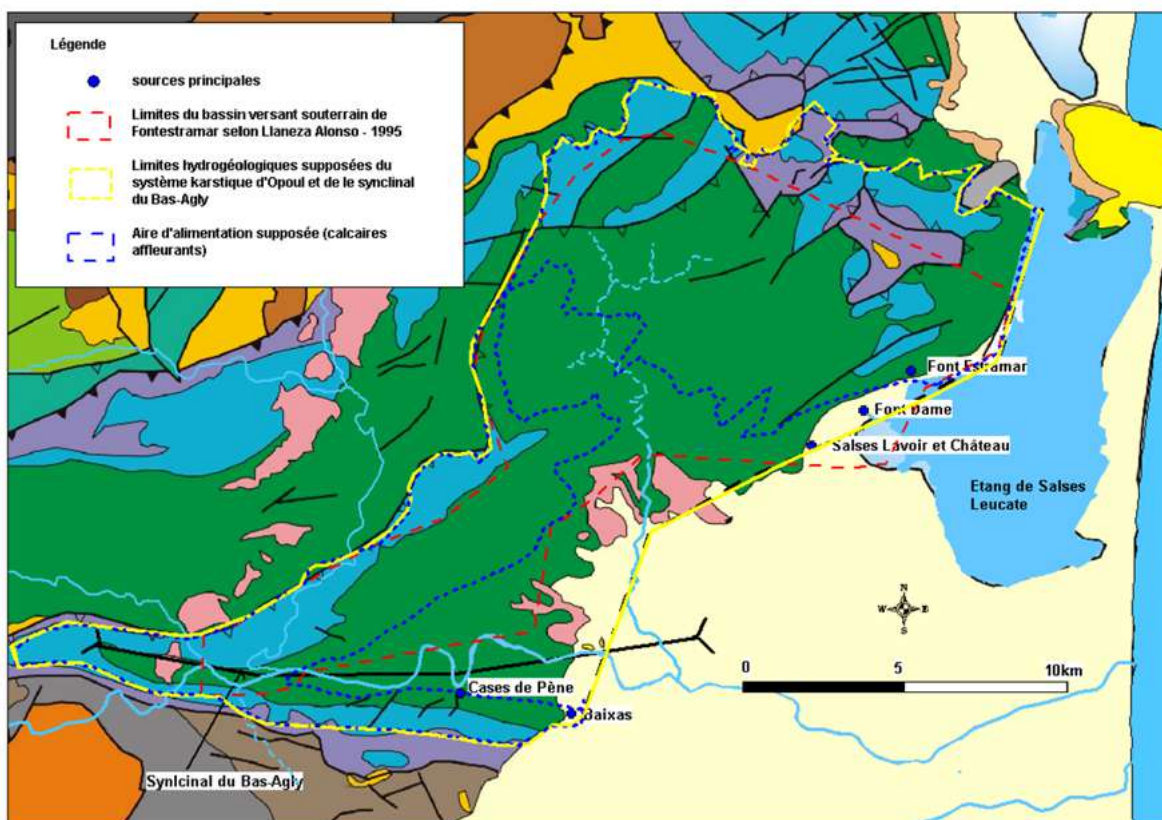 Légende
sources principales
Limites du bassin versant souterrain de
Fontestramar selon Llaneza Alonso - 1995
Limites hydrogéologiques supposées du
système karstique d'Opoul et de le synclinal
du Bas-Agly
Aire d'alimentation supposée (calcaires
affleurants)
Font Estramar
Font Dame
Salses Lavoir et Château
Etang de Salses
Leucate
N
W E
S
0 5 10km
Cases de Pène
Baixas
Synlcinal du Bas-Agly